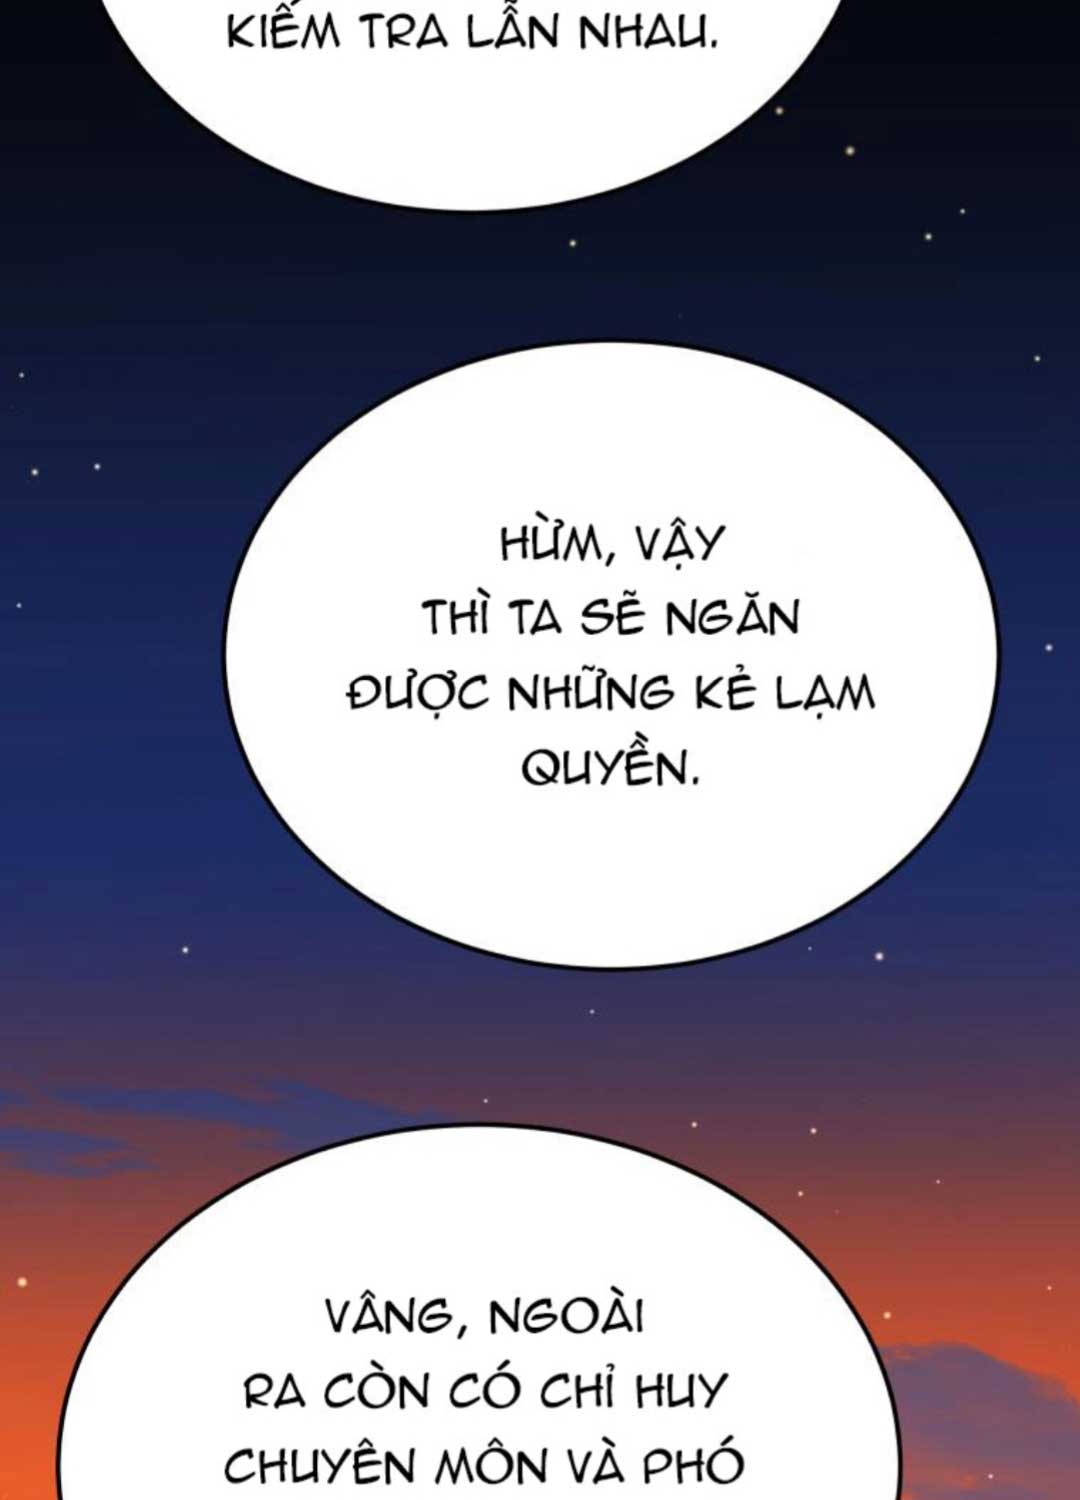 KIỂM TRA LẪN NHAU.
HỪM, VẬY
THÌ TA SẼ NGĂN
ĐƯỢC NHỮNG KẺ LẠM
QUYỀN.
VÂNG, NGOÀI
RA CÒN CÓ CHỈ HUY
CHUYÊN MÔN VÀ PHÓ